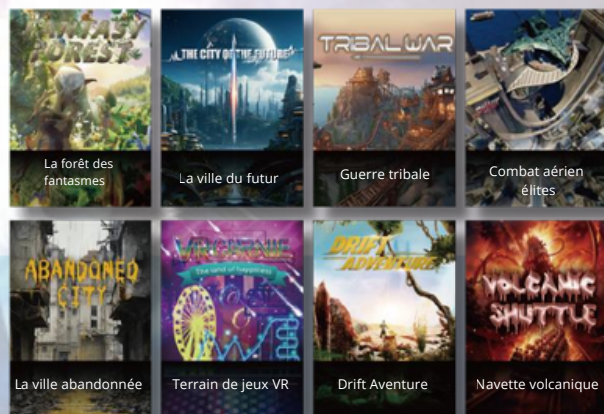 FANTASY
FOREST
La forêt des
fantasmes
THE CITY OF THE FUTURE
La ville du futur
TRIBAL WAR
Guerre tribale
Combat aérien
élites
ABANDONED
CITY
La ville abandonnée
The land of happiness
Terrain de jeux VR
DRIFT
ADVENTURE
Drift Aventure
VOLCANIC
SHUTTLE
Navette volcanique